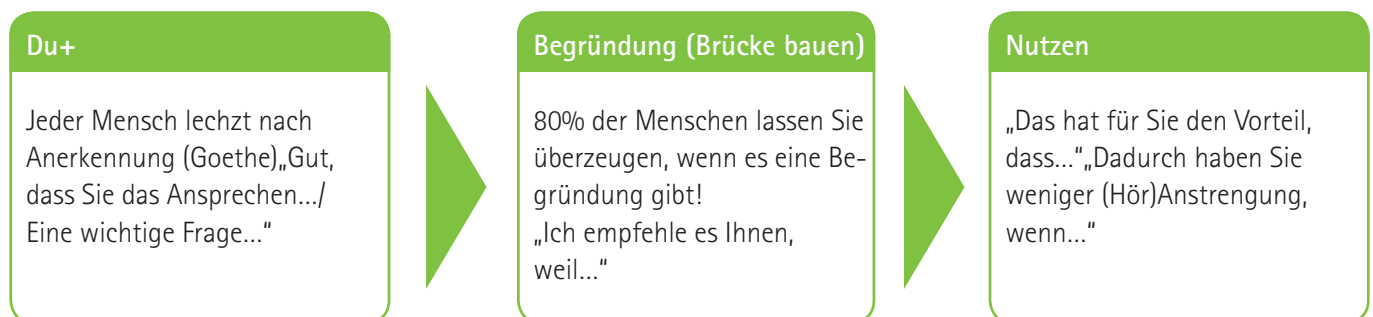 Du+
Jeder Mensch lechzt nach
Anerkennung (Goethe)„Gut,
dass Sie das Ansprechen.../
Eine wichtige Frage...“
Begründung (Brücke bauen)
80% der Menschen lassen Sie
überzeugen, wenn es eine Be-
gründung gibt!
„Ich empfehle es Ihnen,
weil...“
Nutzen
„Das hat für Sie den Vorteil,
dass...“„Dadurch haben Sie
weniger (Hör)Anstrengung,
wenn...“